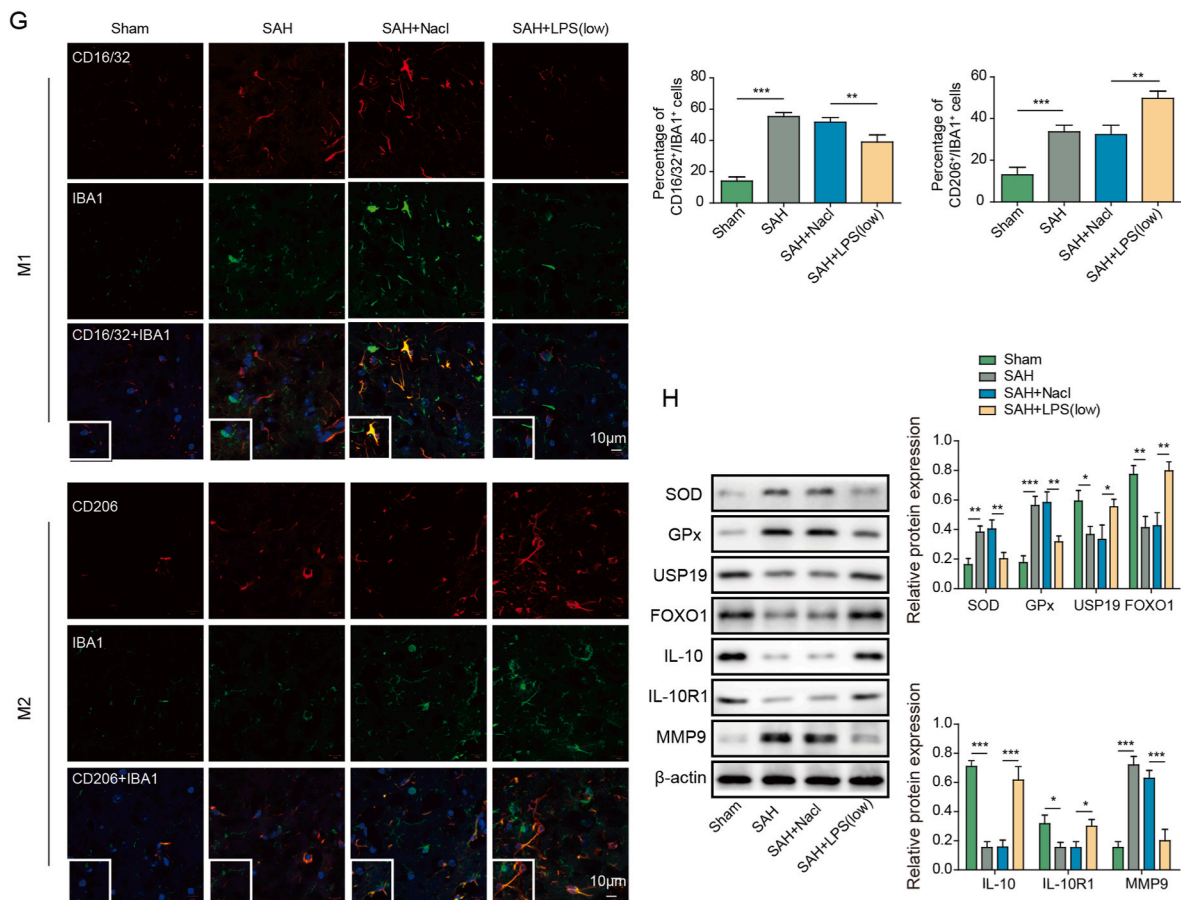 G
Sham SAH SAH+Nacl SAH+LPS(low)
M1
CD16/32
IBA1
CD16/32+IBA1
10μm
M2
CD206
IBA1
CD206+IBA1
10μm
Percentage of
CD16/32⁺/IBA1⁺ cells
80
60
40
20
0
***
**
Sham
SAH
SAH+Nacl
SAH+LPS(low)
Percentage of
CD206⁺/IBA1⁺ cells
60
40
20
0
***
**
Sham
SAH
SAH+Nacl
SAH+LPS(low)
H
SOD
GPx
USP19
FOXO1
IL-10
IL-10R1
MMP9
β-actin
Sham
SAH
SAH+Nacl
SAH+LPS(low)
Sham
SAH
SAH+Nacl
SAH+LPS(low)
Relative protein expression
1.0
0.8
0.6
0.4
0.2
0.0
** ** *** ** * * ** **
SOD GPx USP19 FOXO1
Relative protein expression
1.0
0.8
0.6
0.4
0.2
0.0
*** *** * * *** ***
IL-10 IL-10R1 MMP9